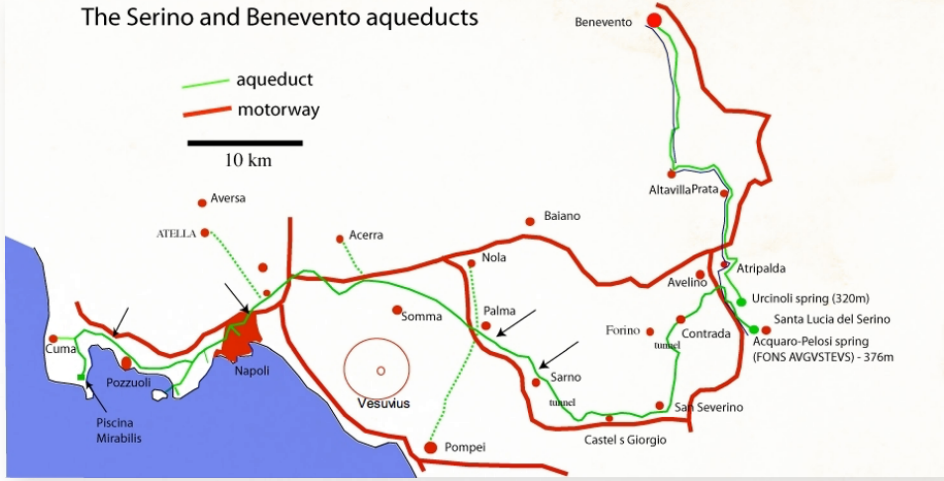 The Serino and Benevento aqueducts
aqueduct
motorway
10 km
Benevento
Altavilla
Prata
Aversa
ATELLA
Acerra
Baiano
Nola
Atripalda
Avelino
Urcinoli spring (320m)
Santa Lucia del Serino
Acquaro-Pelosi spring
(FONS AVGVSTEVS) - 376m
Somma
Palma
Forino
tunnel
Contrada
Cuma
Pozzuoli
Napoli
Vesuvius
Sarno
tunnel
San Severino
Castel s Giorgio
Piscina
Mirabilis
Pompei